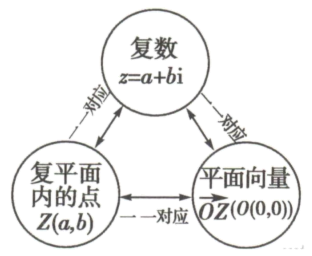 复数
z=a+bi
一一对应
一一对应
复平面
内的点
Z(a,b)
平面向量
$\overrightarrow{OZ}$(O(0,0))
一一对应